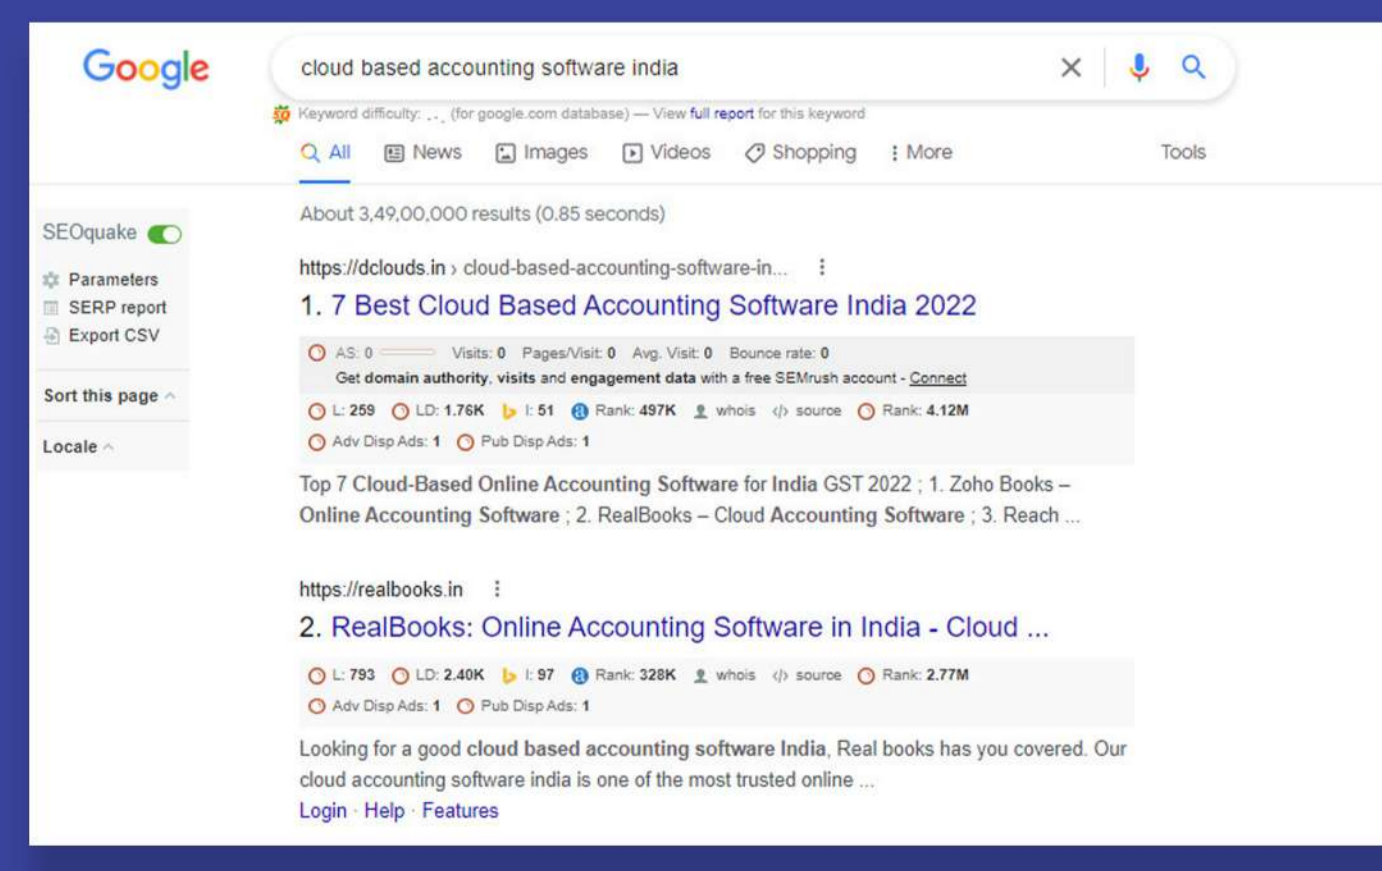 Google
cloud based accounting software india
Keyword difficulty: . . . (for google.com database) — View full report for this keyword
All News Images Videos Shopping More Tools
About 3,49,00,000 results (0.85 seconds)
SEOquake
Parameters
SERP report
Export CSV
Sort this page
Locale
https://dclouds.in › cloud-based-accounting-software-in...
1. 7 Best Cloud Based Accounting Software India 2022
AS: 0 Visits: 0 Pages/Visit: 0 Avg. Visit: 0 Bounce rate: 0
Get domain authority, visits and engagement data with a free SEMrush account - Connect
L: 259 LD: 1.76K I: 51 Rank: 497K whois </> source Rank: 4.12M
Adv Disp Ads: 1 Pub Disp Ads: 1
Top 7 Cloud-Based Online Accounting Software for India GST 2022 ; 1. Zoho Books –
Online Accounting Software ; 2. RealBooks – Cloud Accounting Software ; 3. Reach ...
https://realbooks.in
2. RealBooks: Online Accounting Software in India - Cloud ...
L: 793 LD: 2.40K I: 97 Rank: 328K whois </> source Rank: 2.77M
Adv Disp Ads: 1 Pub Disp Ads: 1
Looking for a good cloud based accounting software India, Real books has you covered. Our
cloud accounting software india is one of the most trusted online ...
Login · Help · Features